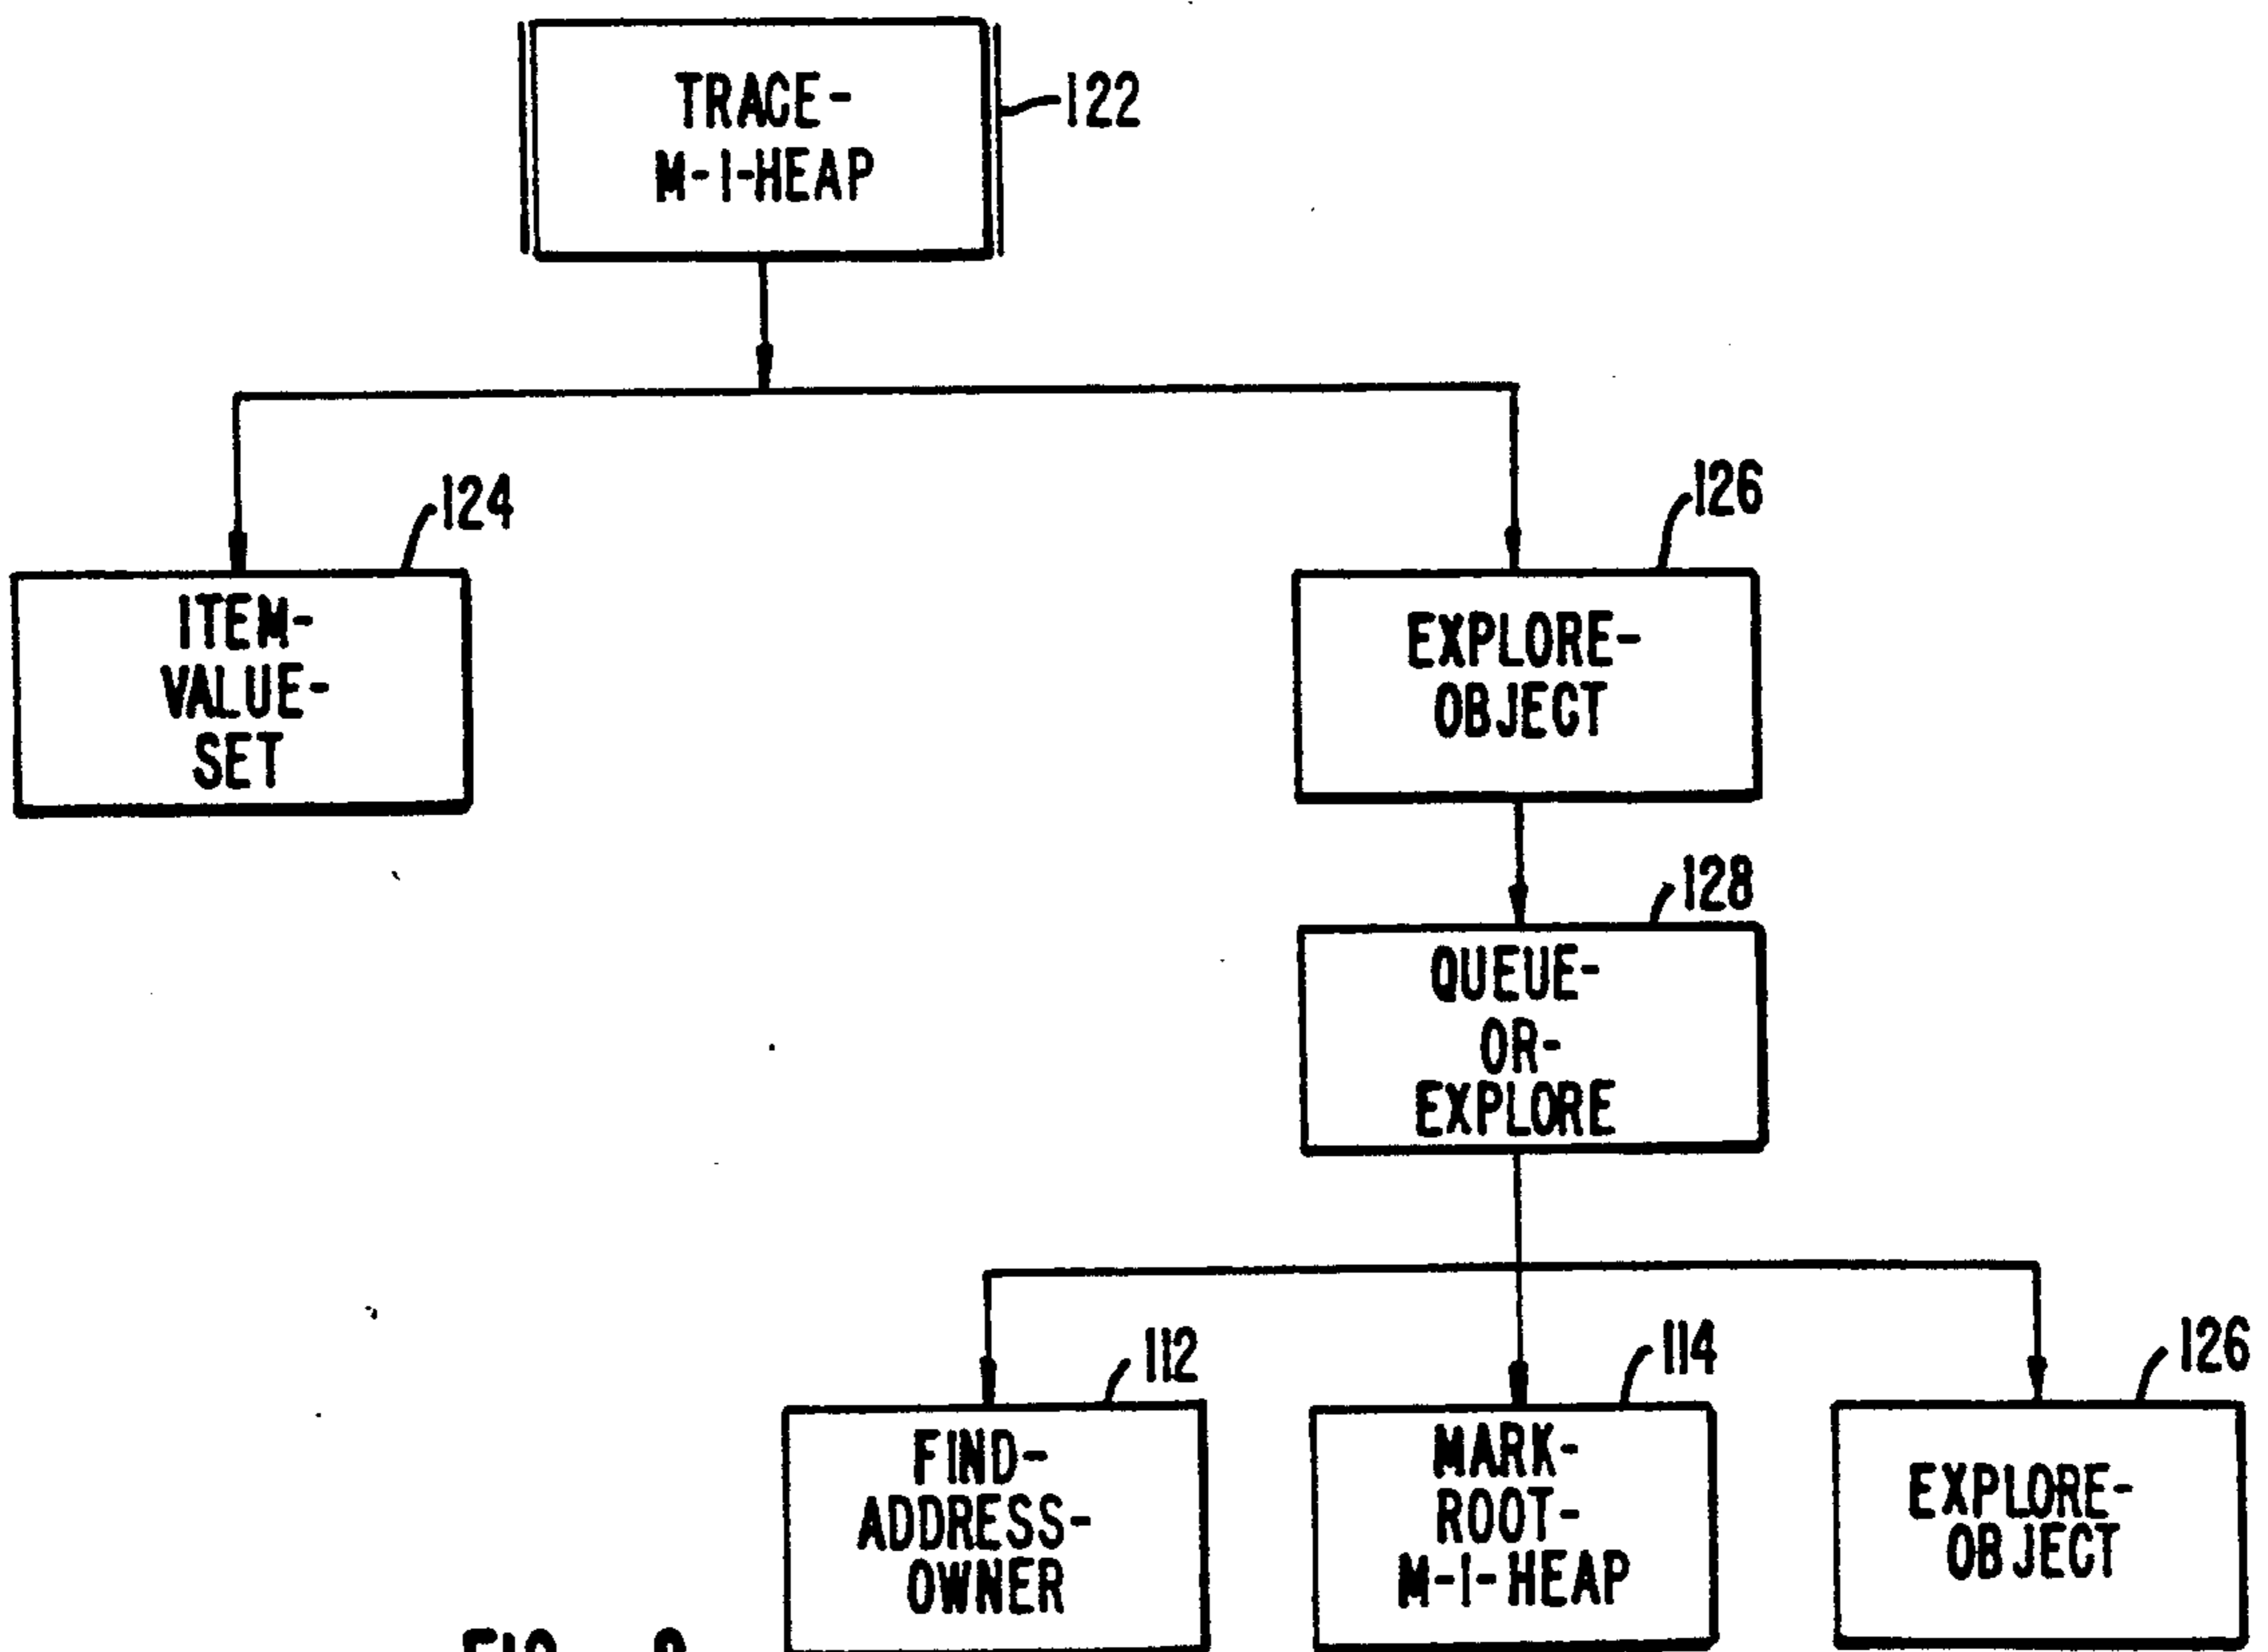 TRACE-
M-I-HEAP
122
124
126
ITEM-
VALUE-
SET
EXPLORE-
OBJECT
128
QUEUE-
OR-
EXPLORE
112
114
126
FIND-
ADDRESS-
OWNER
MARK-
ROOT-
M-I-HEAP
EXPLORE-
OBJECT